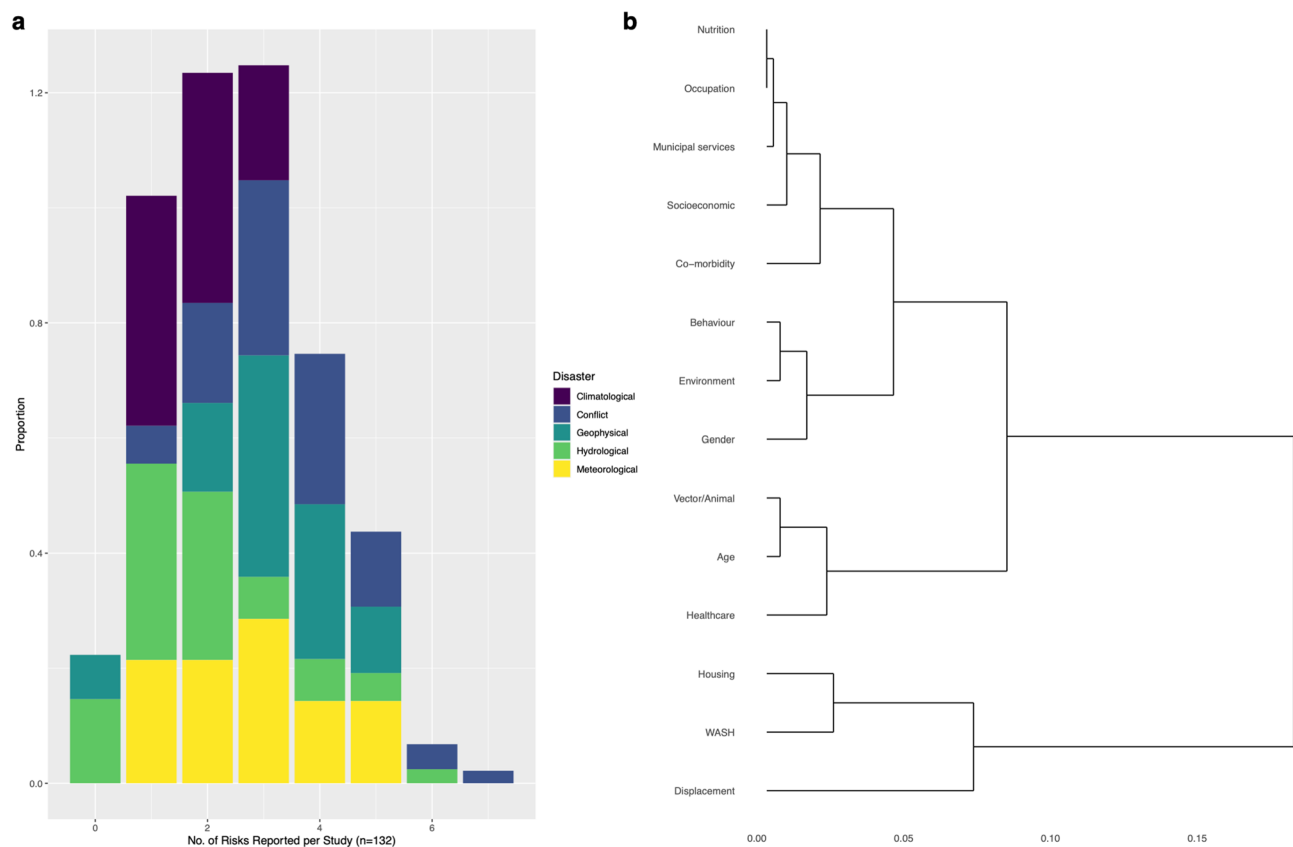 a
Proportion
1.2
0.8
0.4
0.0
0
2
4
6
No. of Risks Reported per Study (n=132)
Disaster
Climatological
Conflict
Geophysical
Hydrological
Meteorological
b
Nutrition
Occupation
Municipal services
Socioeconomic
Co-morbidity
Behaviour
Environment
Gender
Vector/Animal
Age
Healthcare
Housing
WASH
Displacement
0.00
0.05
0.10
0.15